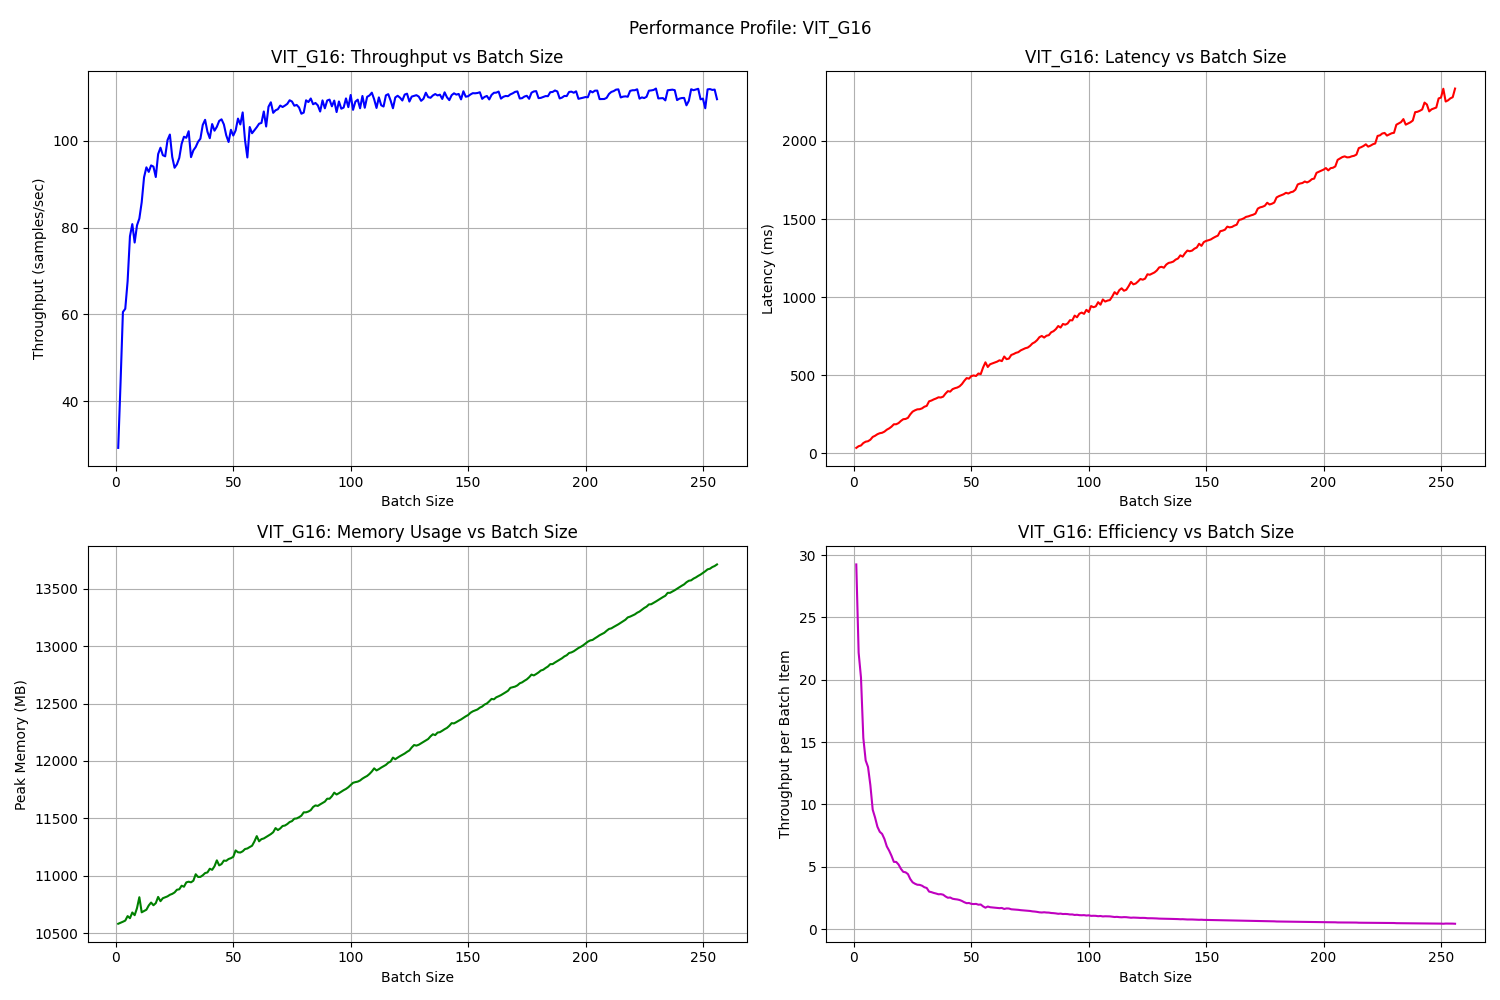 Performance Profile: VIT_G16
VIT_G16: Throughput vs Batch Size
Throughput (samples/sec)
100
80
60
40
0 50 100 150 200 250
Batch Size
VIT_G16: Latency vs Batch Size
Latency (ms)
2000
1500
1000
500
0
0 50 100 150 200 250
Batch Size
VIT_G16: Memory Usage vs Batch Size
Peak Memory (MB)
13500
13000
12500
12000
11500
11000
10500
0 50 100 150 200 250
Batch Size
VIT_G16: Efficiency vs Batch Size
Throughput per Batch Item
30
25
20
15
10
5
0
0 50 100 150 200 250
Batch Size